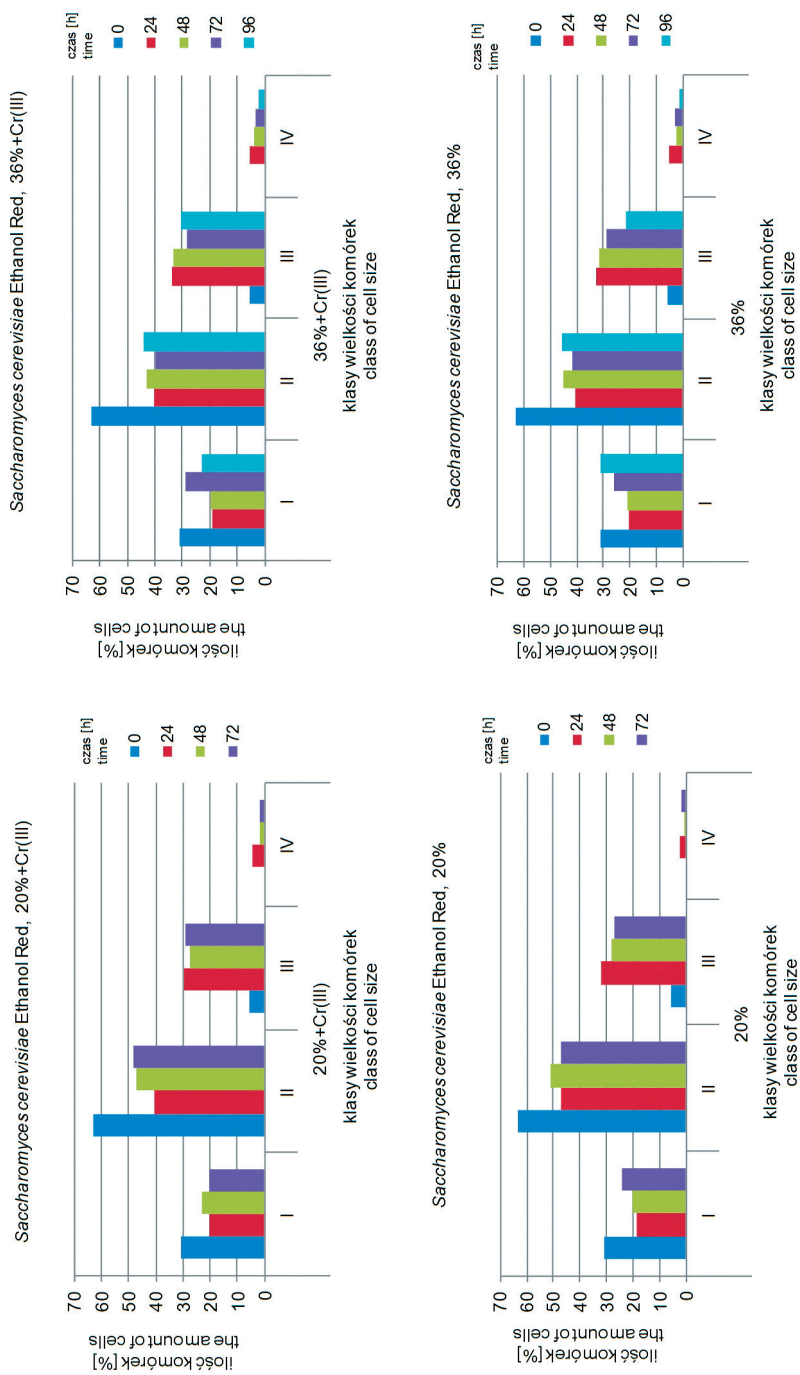 Saccharomyces cerevisiae Ethanol Red, 20%+Cr(III)
ilość komórek [%]
the amount of cells
70
60
50
40
30
20
10
0
I
II
III
IV
20%+Cr(III)
klasy wielkości komórek
class of cell size
czas [h]
time
0
24
48
72
Saccharomyces cerevisiae Ethanol Red, 36%+Cr(III)
ilość komórek [%]
the amount of cells
70
60
50
40
30
20
10
0
I
II
III
IV
36%+Cr(III)
klasy wielkości komórek
class of cell size
czas [h]
time
0
24
48
72
96
Saccharomyces cerevisiae Ethanol Red, 20%
ilość komórek [%]
the amount of cells
70
60
50
40
30
20
10
0
I
II
III
IV
20%
klasy wielkości komórek
class of cell size
czas [h]
time
0
24
48
72
Saccharomyces cerevisiae Ethanol Red, 36%
ilość komórek [%]
the amount of cells
70
60
50
40
30
20
10
0
I
II
III
IV
36%
klasy wielkości komórek
class of cell size
czas [h]
time
0
24
48
72
96